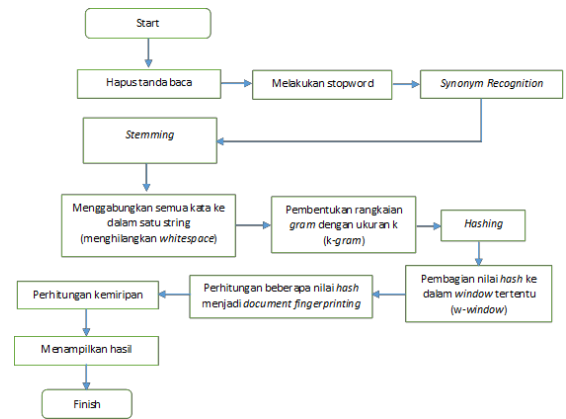 Start
Hapus tanda baca
Melakukan stopword
Synonym Recognition
Stemming
Menggabungkan semua kata ke
dalam satu string
(menghilangkan whitespace)
Pembentukan rangkaian
gram dengan ukuran k
(k-gram)
Hashing
Pembagian nilai hash ke
dalam window tertentu
(w-window)
Perhitungan beberapa nilai hash
menjadi document fingerprinting
Perhitungan kemiripan
Menampilkan hasil
Finish